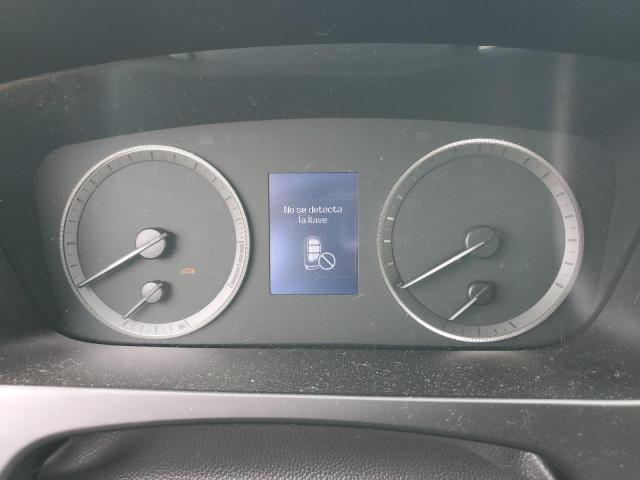 No se detecta
la llave